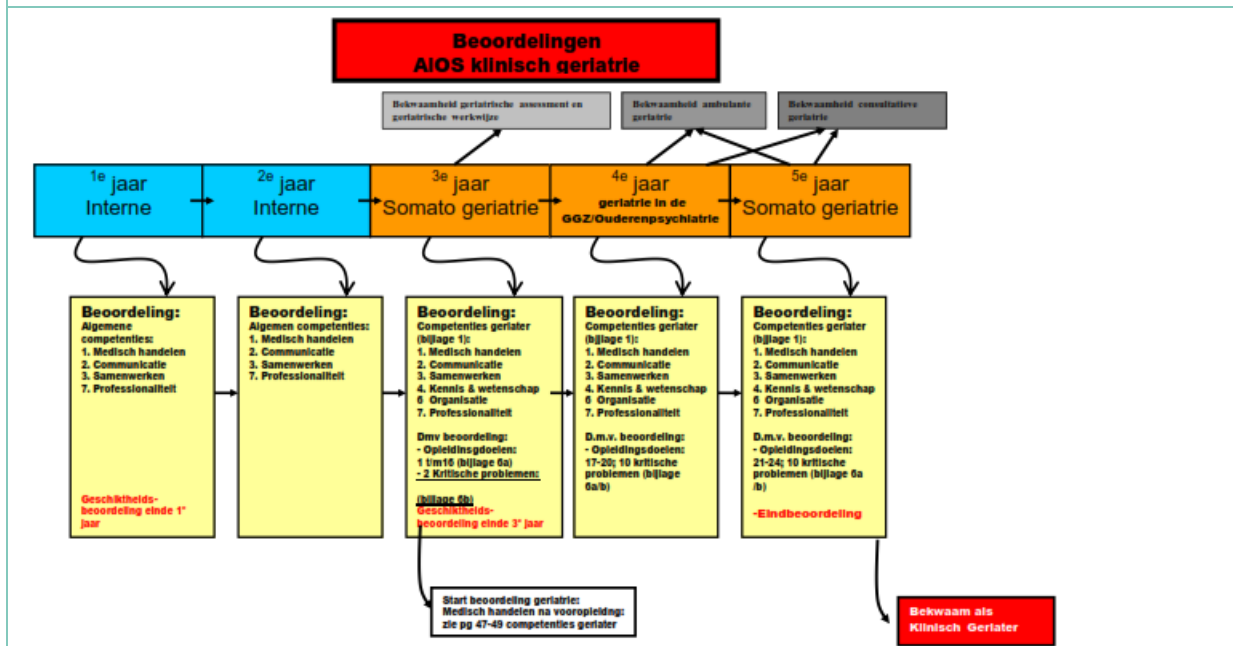 Beoordelingen
AIOS klinisch geriatrie
Bekwaamheid geriatrische assessment en
geriatrische werkwijze
Bekwaamheid ambulante
geriatrie
Bekwaamheid consultatieve
geriatrie
1e jaar
Interne
2e jaar
Interne
3e jaar
Somato geriatrie
4e jaar
geriatrie in de
GGZ/Ouderenpsychiatrie
5e jaar
Somato geriatrie
Beoordeling:
Algemene
competenties:
1. Medisch handelen
2. Communicatie
3. Samenwerken
7. Professionaliteit
Geschiktheids-
beoordeling einde 1e
jaar
Beoordeling:
Algemen competenties:
1. Medisch handelen
2. Communicatie
3. Samenwerken
7. Professionaliteit
Beoordeling:
Competenties geriater
(bijlage 1):
1. Medisch handelen
2. Communicatie
3. Samenwerken
4. Kennis & wetenschap
6 Organisatie
7. Professionaliteit
Dmv beoordeling:
- Opleidingsdoelen:
1 t/m16 (bijlage 6a)
- 2 Kritische problemen:
(bijlage 6b)
Geschiktheids-
beoordeling einde 3e jaar
Beoordeling:
Competenties geriater
(bijlage 1):
1. Medisch handelen
2. Communicatie
3. Samenwerken
4. Kennis & wetenschap
6 Organisatie
7. Professionaliteit
D.m.v. beoordeling:
- Opleidingsdoelen:
17-20; 10 kritische
problemen (bijlage
6a/b)
Beoordeling:
Competenties geriater
(bijlage 1):
1. Medisch handelen
2. Communicatie
3. Samenwerken
4. Kennis & wetenschap
6 Organisatie
7. Professionaliteit
D.m.v. beoordeling:
- Opleidingsdoelen:
21-24; 10 kritische
problemen (bijlage 6a
/b)
-Eindbeoordeling
Start beoordeling geriatrie:
Medisch handelen na vooropleidng:
zie pg 47-49 competenties geriater
Bekwaam als
Klinisch Geriater